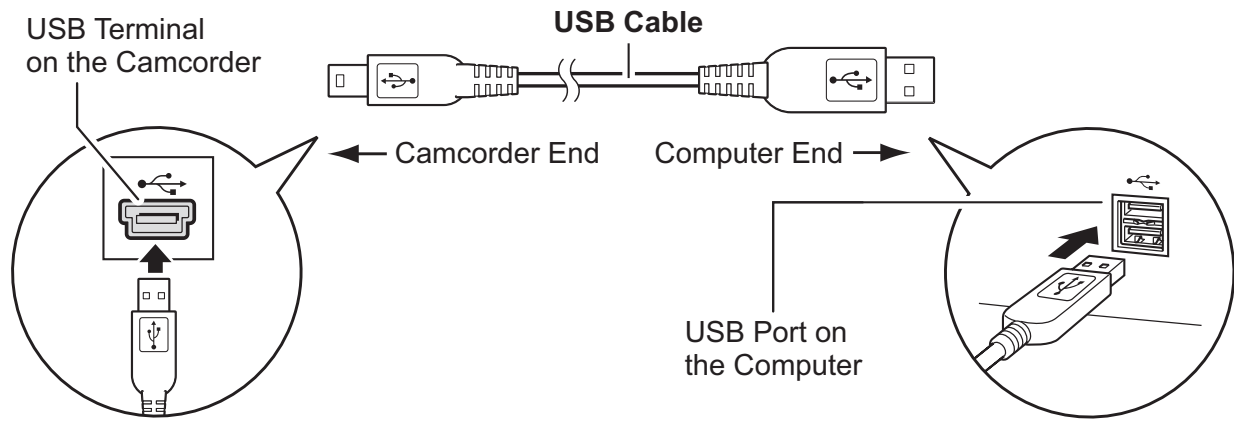 USB Terminal
on the Camcorder
USB Cable
Camcorder End
Computer End
USB Port on
the Computer